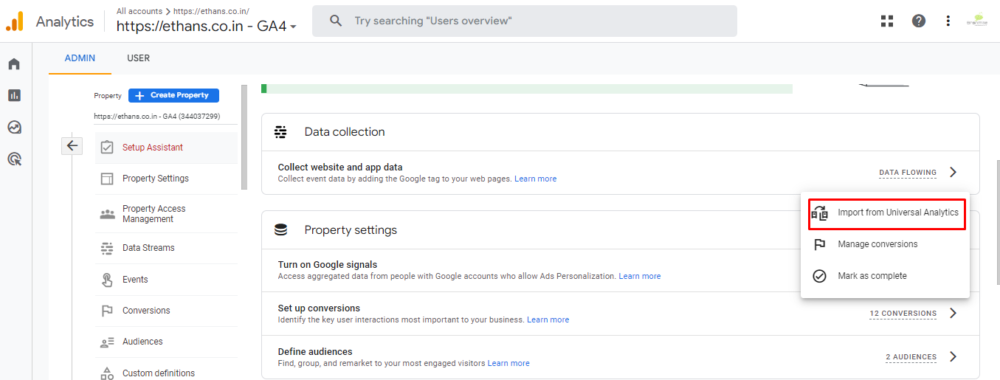 Analytics
All accounts > https://ethans.co.in/
https://ethans.co.in - GA4
Try searching "Users overview"
ADMIN
USER
Property
Create Property
https://ethans.co.in - GA4 (344037299)
Setup Assistant
Property Settings
Property Access
Management
Data Streams
Events
Conversions
Audiences
Custom definitions
Data collection
Collect website and app data
Collect event data by adding the Google tag to your web pages. Learn more
DATA FLOWING
Import from Universal Analytics
Manage conversions
Mark as complete
Property settings
Turn on Google signals
Access aggregated data from people with Google accounts who allow Ads Personalization. Learn more
Set up conversions
Identify the key user interactions most important to your business. Learn more
12 CONVERSIONS
Define audiences
Find, group, and remarket to your most engaged visitors Learn more
2 AUDIENCES